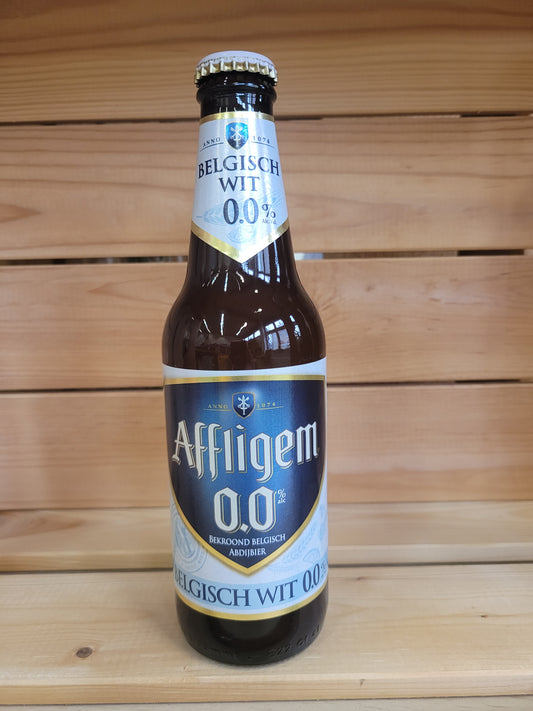 ANNO 1074
BELGISCH
WIT
0.0%
ANNO 1074
Affligem
0.0% alc
BEKROOND BELGISCH
ABDIJBIER
BELGISCH WIT 0.0%